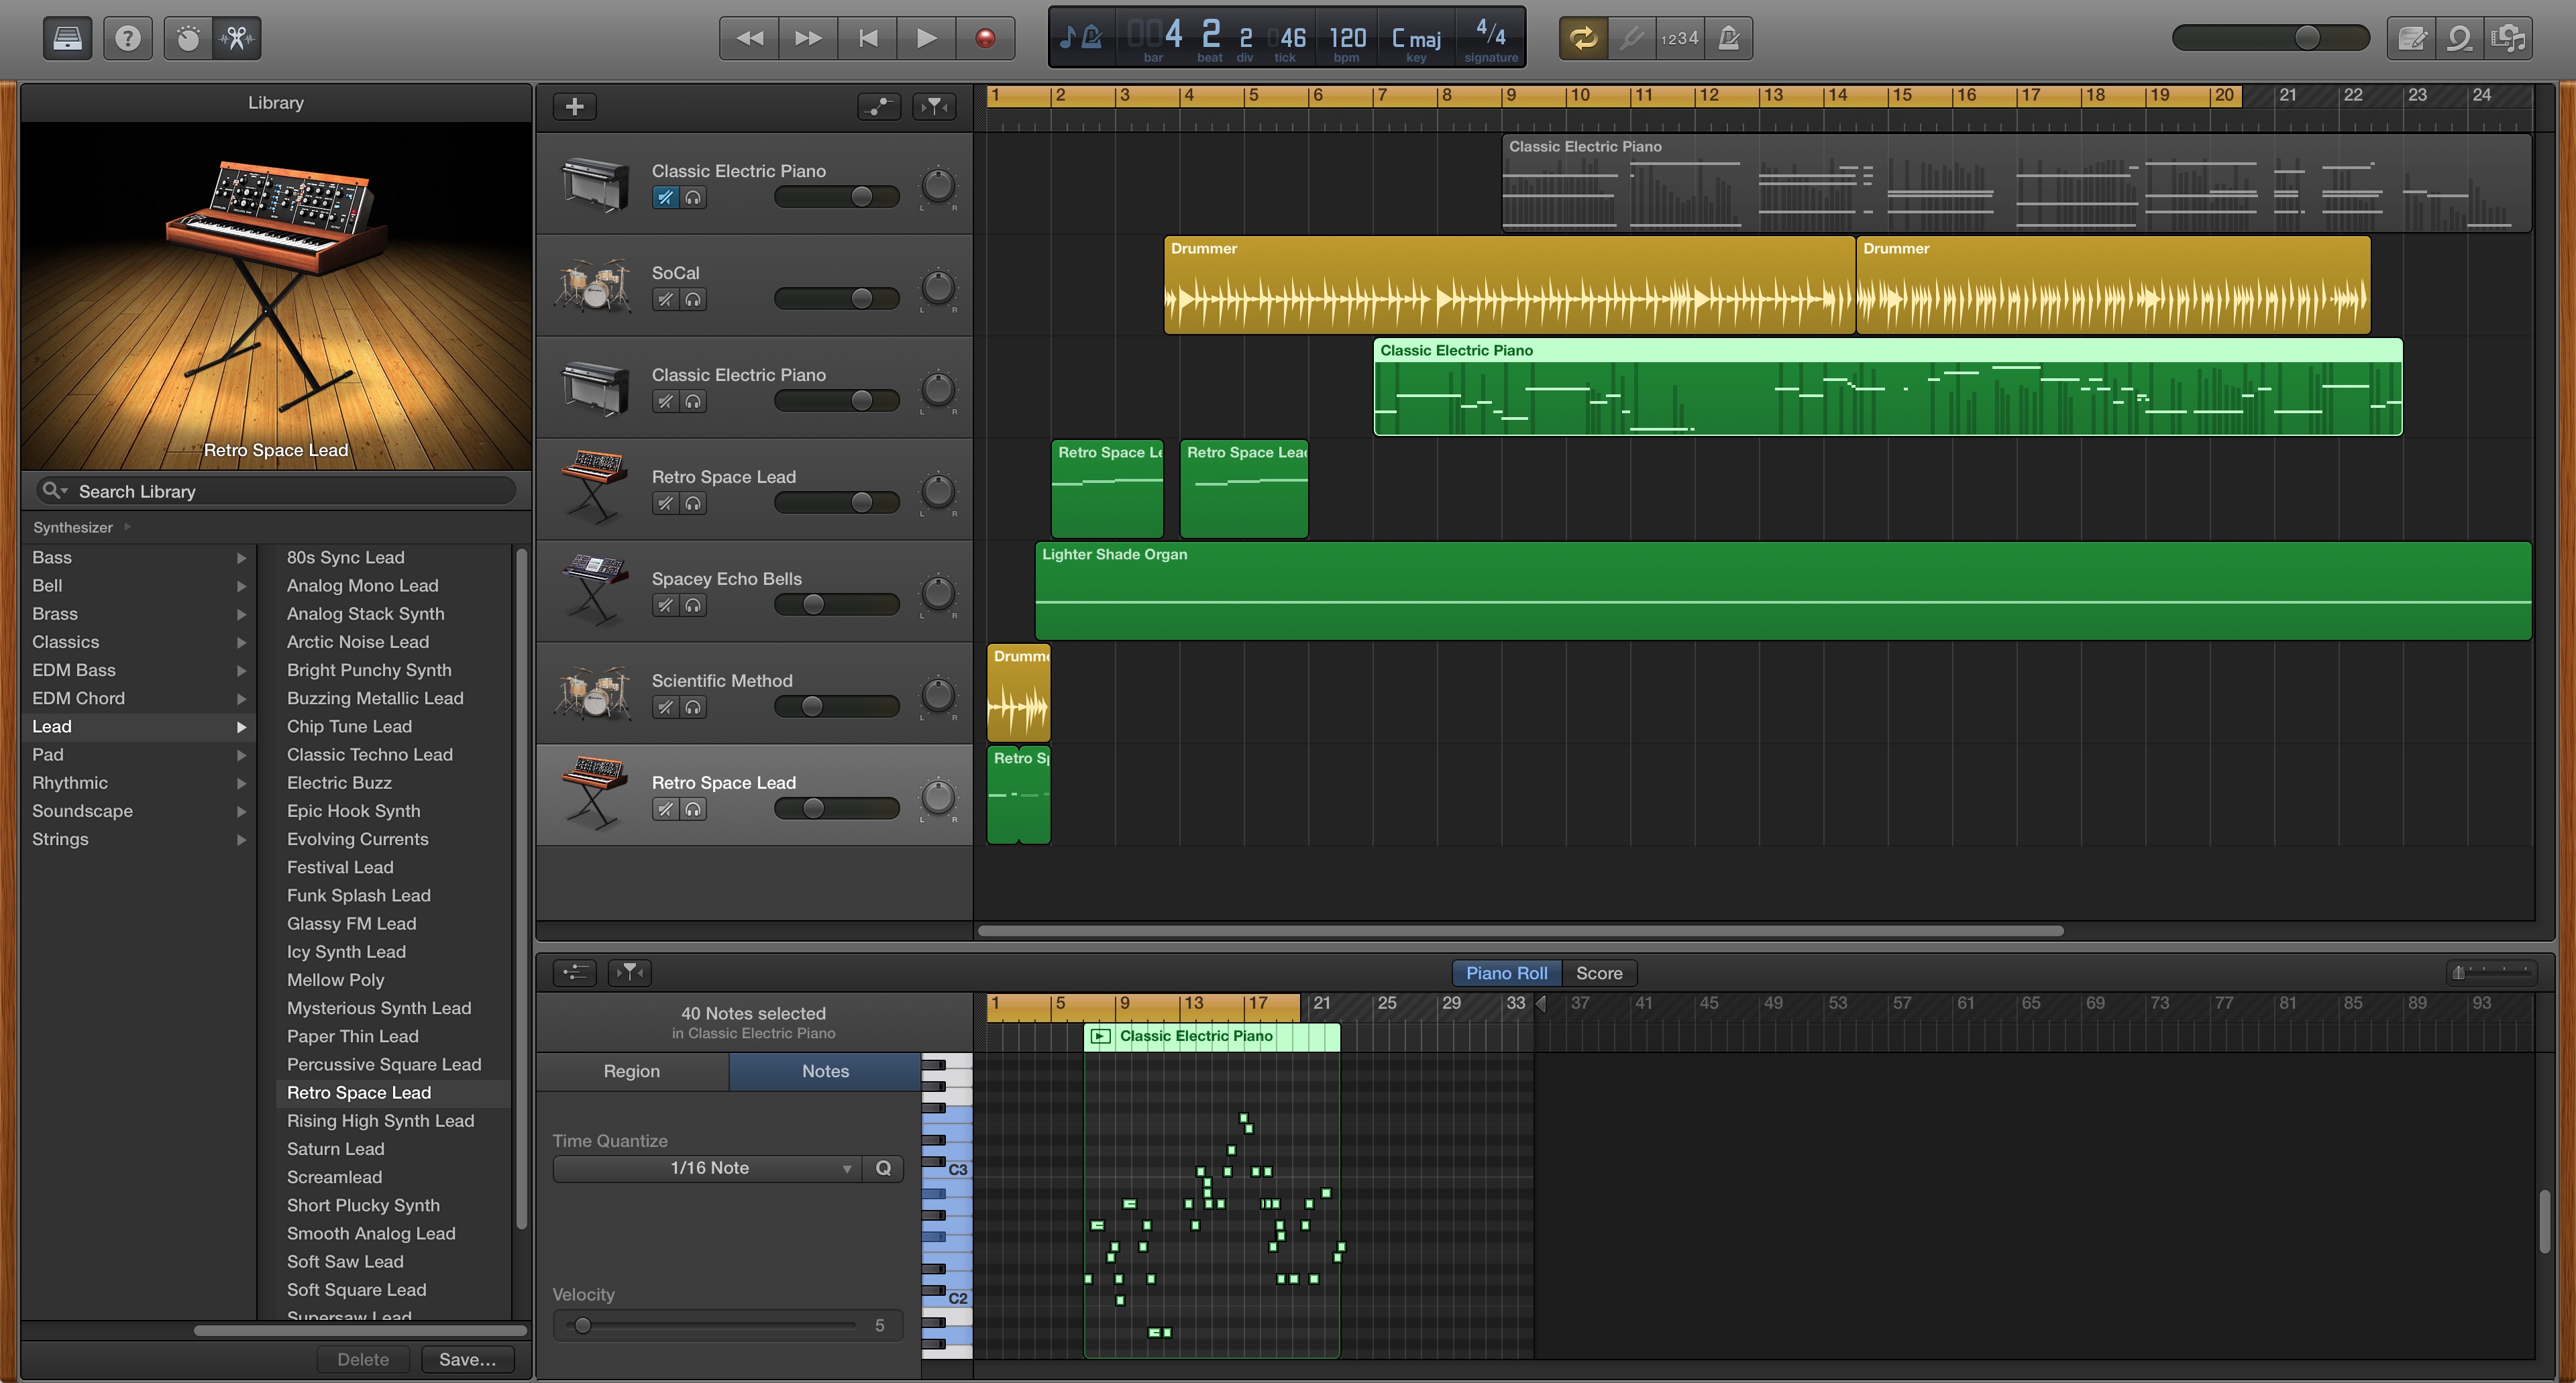 4 2 2 46 120 C maj 4/4
bar beat div tick bpm key signature
1234
Library
Retro Space Lead
Search Library
Synthesizer
Bass
Bell
Brass
Classics
EDM Bass
EDM Chord
Lead
Pad
Rhythmic
Soundscape
Strings
80s Sync Lead
Analog Mono Lead
Analog Stack Synth
Arctic Noise Lead
Bright Punchy Synth
Buzzing Metallic Lead
Chip Tune Lead
Classic Techno Lead
Electric Buzz
Epic Hook Synth
Evolving Currents
Festival Lead
Funk Splash Lead
Glassy FM Lead
Icy Synth Lead
Mellow Poly
Mysterious Synth Lead
Paper Thin Lead
Percussive Square Lead
Retro Space Lead
Rising High Synth Lead
Saturn Lead
Screamlead
Short Plucky Synth
Smooth Analog Lead
Soft Saw Lead
Soft Square Lead
Supersaw Lead
Delete Save...
1 2 3 4 5 6 7 8 9 10 11 12 13 14 15 16 17 18 19 20 21 22 23 24
Classic Electric Piano
L R
Classic Electric Piano
SoCal
L R
Drummer Drummer
Classic Electric Piano
L R
Classic Electric Piano
Retro Space Lead
L R
Retro Space Le Retro Space Lead
Spacey Echo Bells
L R
Lighter Shade Organ
Scientific Method
L R
Drumme
Retro Space Lead
L R
Retro Sp
Piano Roll Score
1 5 9 13 17 21 25 29 33 37 41 45 49 53 57 61 65 69 73 77 81 85 89 93
40 Notes selected
in Classic Electric Piano
Classic Electric Piano
Region Notes
Time Quantize
1/16 Note Q
C3
C2
Velocity
5